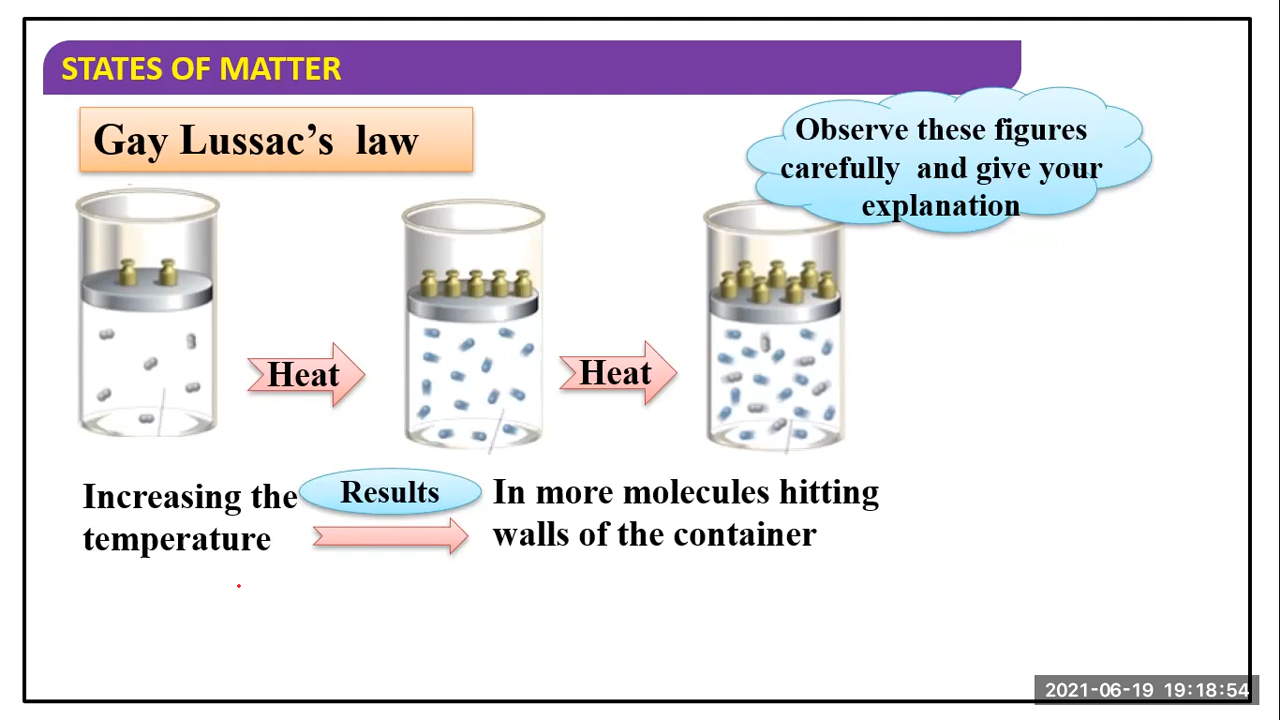 STATES OF MATTER
Gay Lussac's  law
Observe these figures
carefully  and give your
explanation
Heat
Heat
Increasing the
temperature
Results
In more molecules hitting
walls of the container
2021-06-19  19:18:54